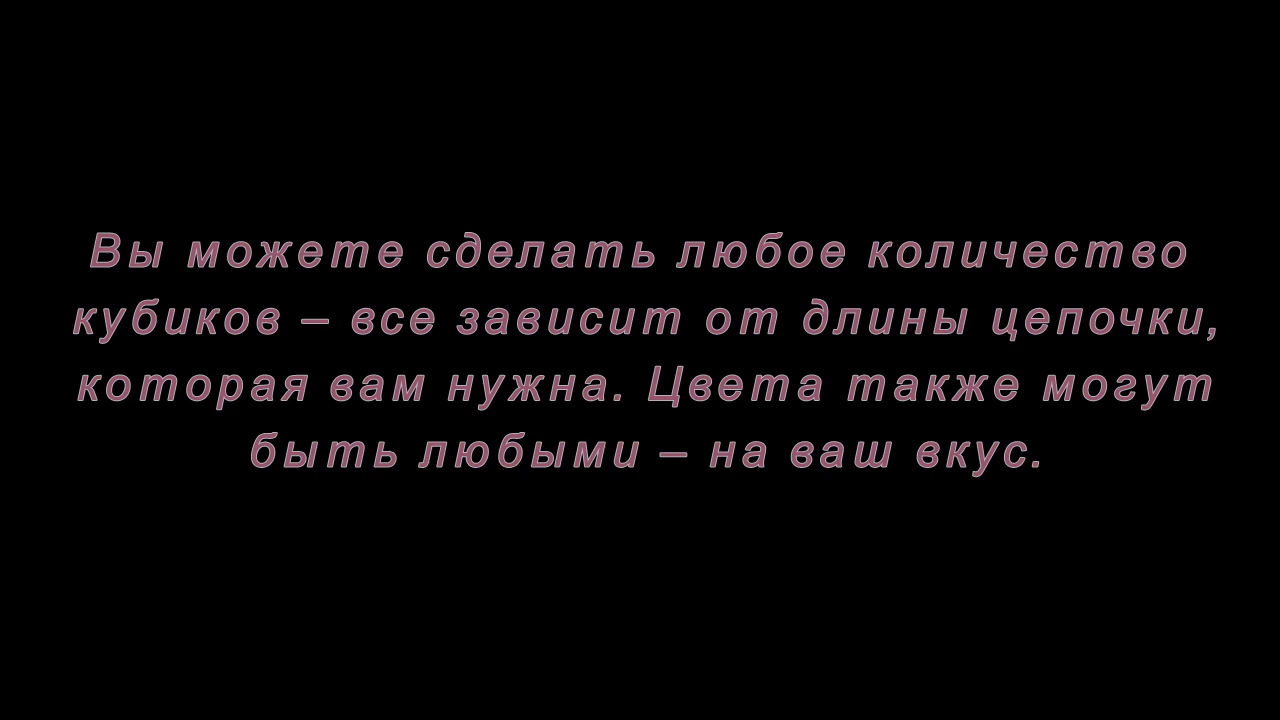 Вы можете сделать любое количество
кубиков – все зависит от длины цепочки,
которая вам нужна. Цвета также могут
быть любыми – на ваш вкус.